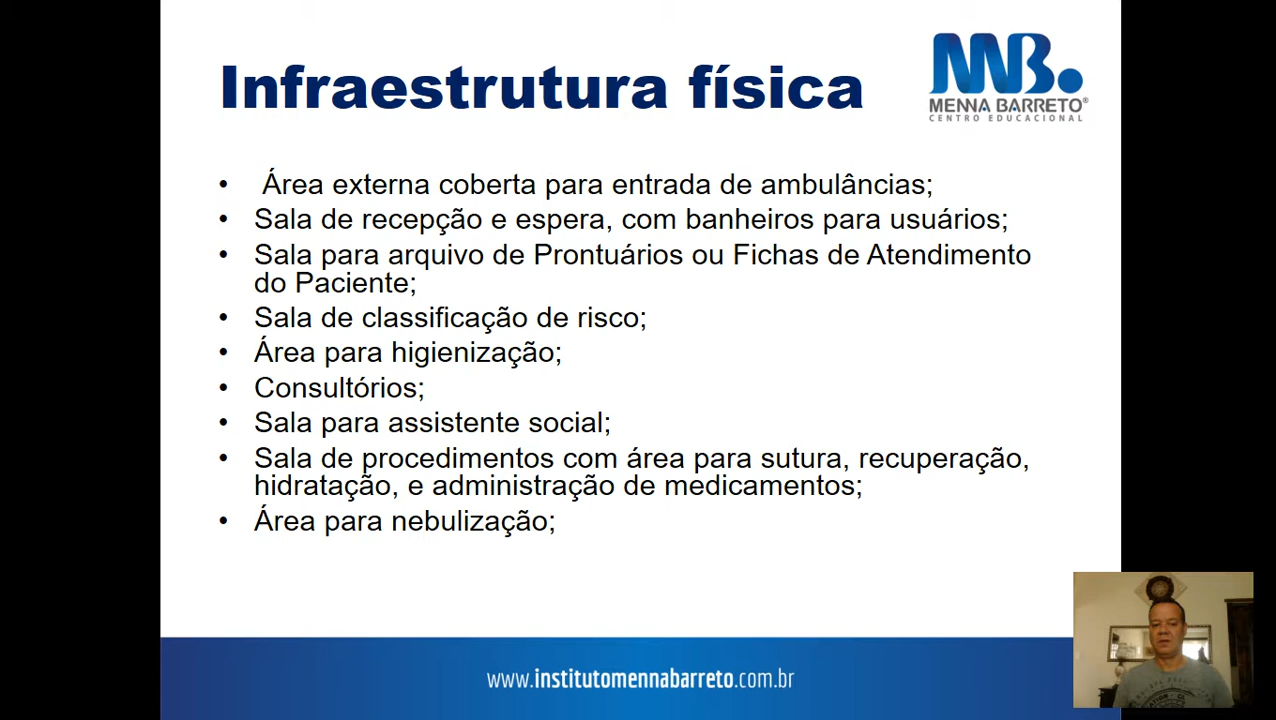 Infraestrutura física
MNB.
MENNA BARRETO®
CENTRO EDUCACIONAL
• Área externa coberta para entrada de ambulâncias;
• Sala de recepção e espera, com banheiros para usuários;
• Sala para arquivo de Prontuários ou Fichas de Atendimento
do Paciente;
• Sala de classificação de risco;
• Área para higienização;
• Consultórios;
• Sala para assistente social;
• Sala de procedimentos com área para sutura, recuperação,
hidratação, e administração de medicamentos;
• Área para nebulização;
www.institutomennabarreto.com.br